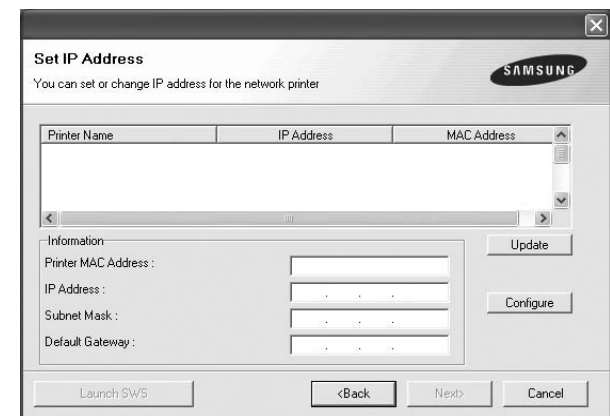 Set IP Address
You can set or change IP address for the network printer
SAMSUNG
Printer Name IP Address MAC Address
Information
Printer MAC Address :
IP Address : . . .
Subnet Mask : . . .
Default Gateway : . . .
Update
Configure
Launch SWS <Back Next> Cancel